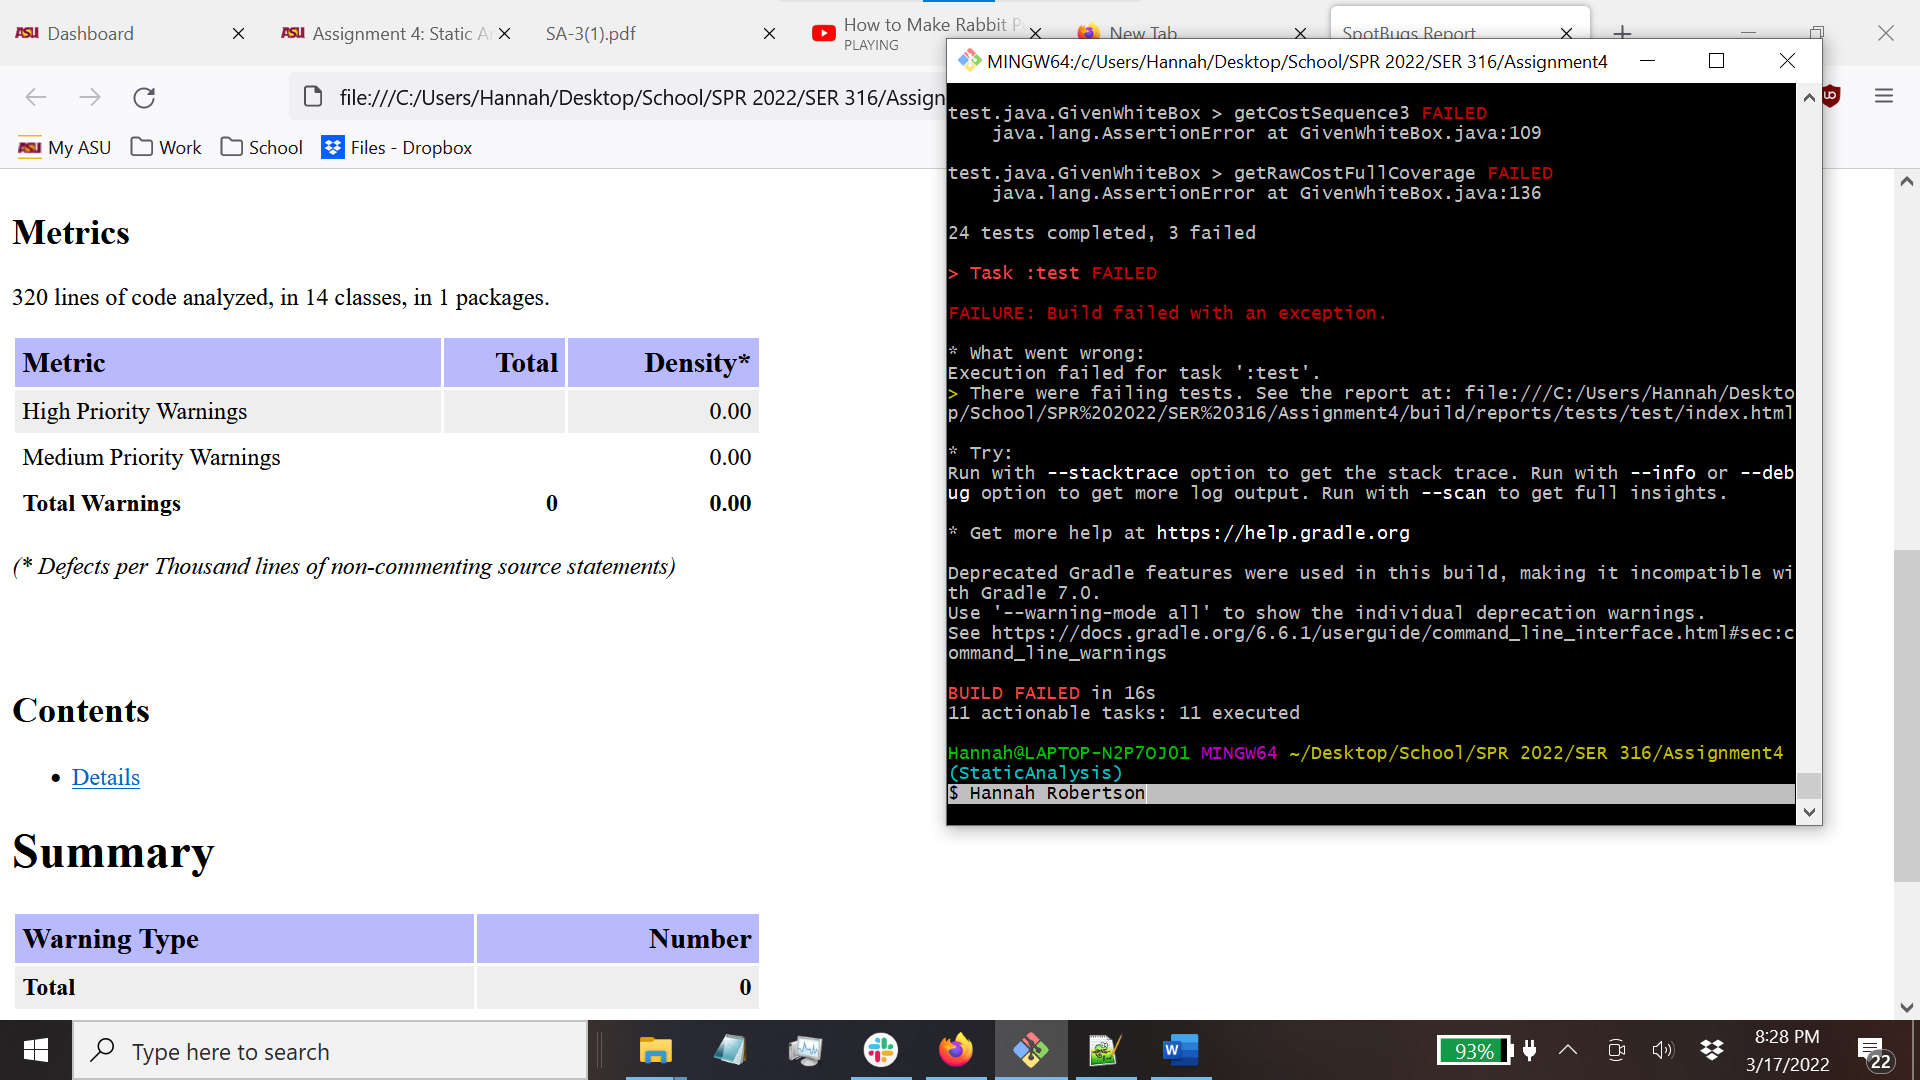 Dashboard
Assignment 4: Static A
SA-3(1).pdf
How to Make Rabbit P
PLAYING
New Tab
SpotBugs Report
file:///C:/Users/Hannah/Desktop/School/SPR 2022/SER 316/Assign
My ASU
Work
School
Files - Dropbox
Metrics
320 lines of code analyzed, in 14 classes, in 1 packages.
Metric Total Density*
High Priority Warnings 0.00
Medium Priority Warnings 0.00
Total Warnings 0 0.00
(* Defects per Thousand lines of non-commenting source statements)
Contents
Details
Summary
Warning Type Number
Total 0
MINGW64:/c/Users/Hannah/Desktop/School/SPR 2022/SER 316/Assignment4
test.java.GivenWhiteBox > getCostSequence3 FAILED
java.lang.AssertionError at GivenWhiteBox.java:109
test.java.GivenWhiteBox > getRawCostFullCoverage FAILED
java.lang.AssertionError at GivenWhiteBox.java:136
24 tests completed, 3 failed
> Task :test FAILED
FAILURE: Build failed with an exception.
* What went wrong:
Execution failed for task ':test'.
> There were failing tests. See the report at: file:///C:/Users/Hannah/Deskto
p/School/SPR%202022/SER%20316/Assignment4/build/reports/tests/test/index.html
* Try:
Run with --stacktrace option to get the stack trace. Run with --info or --deb
ug option to get more log output. Run with --scan to get full insights.
* Get more help at https://help.gradle.org
Deprecated Gradle features were used in this build, making it incompatible wi
th Gradle 7.0.
Use '--warning-mode all' to show the individual deprecation warnings.
See https://docs.gradle.org/6.6.1/userguide/command_line_interface.html#sec:c
ommand_line_warnings
BUILD FAILED in 16s
11 actionable tasks: 11 executed
Hannah@LAPTOP-N2P7OJ01 MINGW64 ~/Desktop/School/SPR 2022/SER 316/Assignment4
(StaticAnalysis)
$ Hannah Robertson
Type here to search
93%
8:28 PM
3/17/2022
22